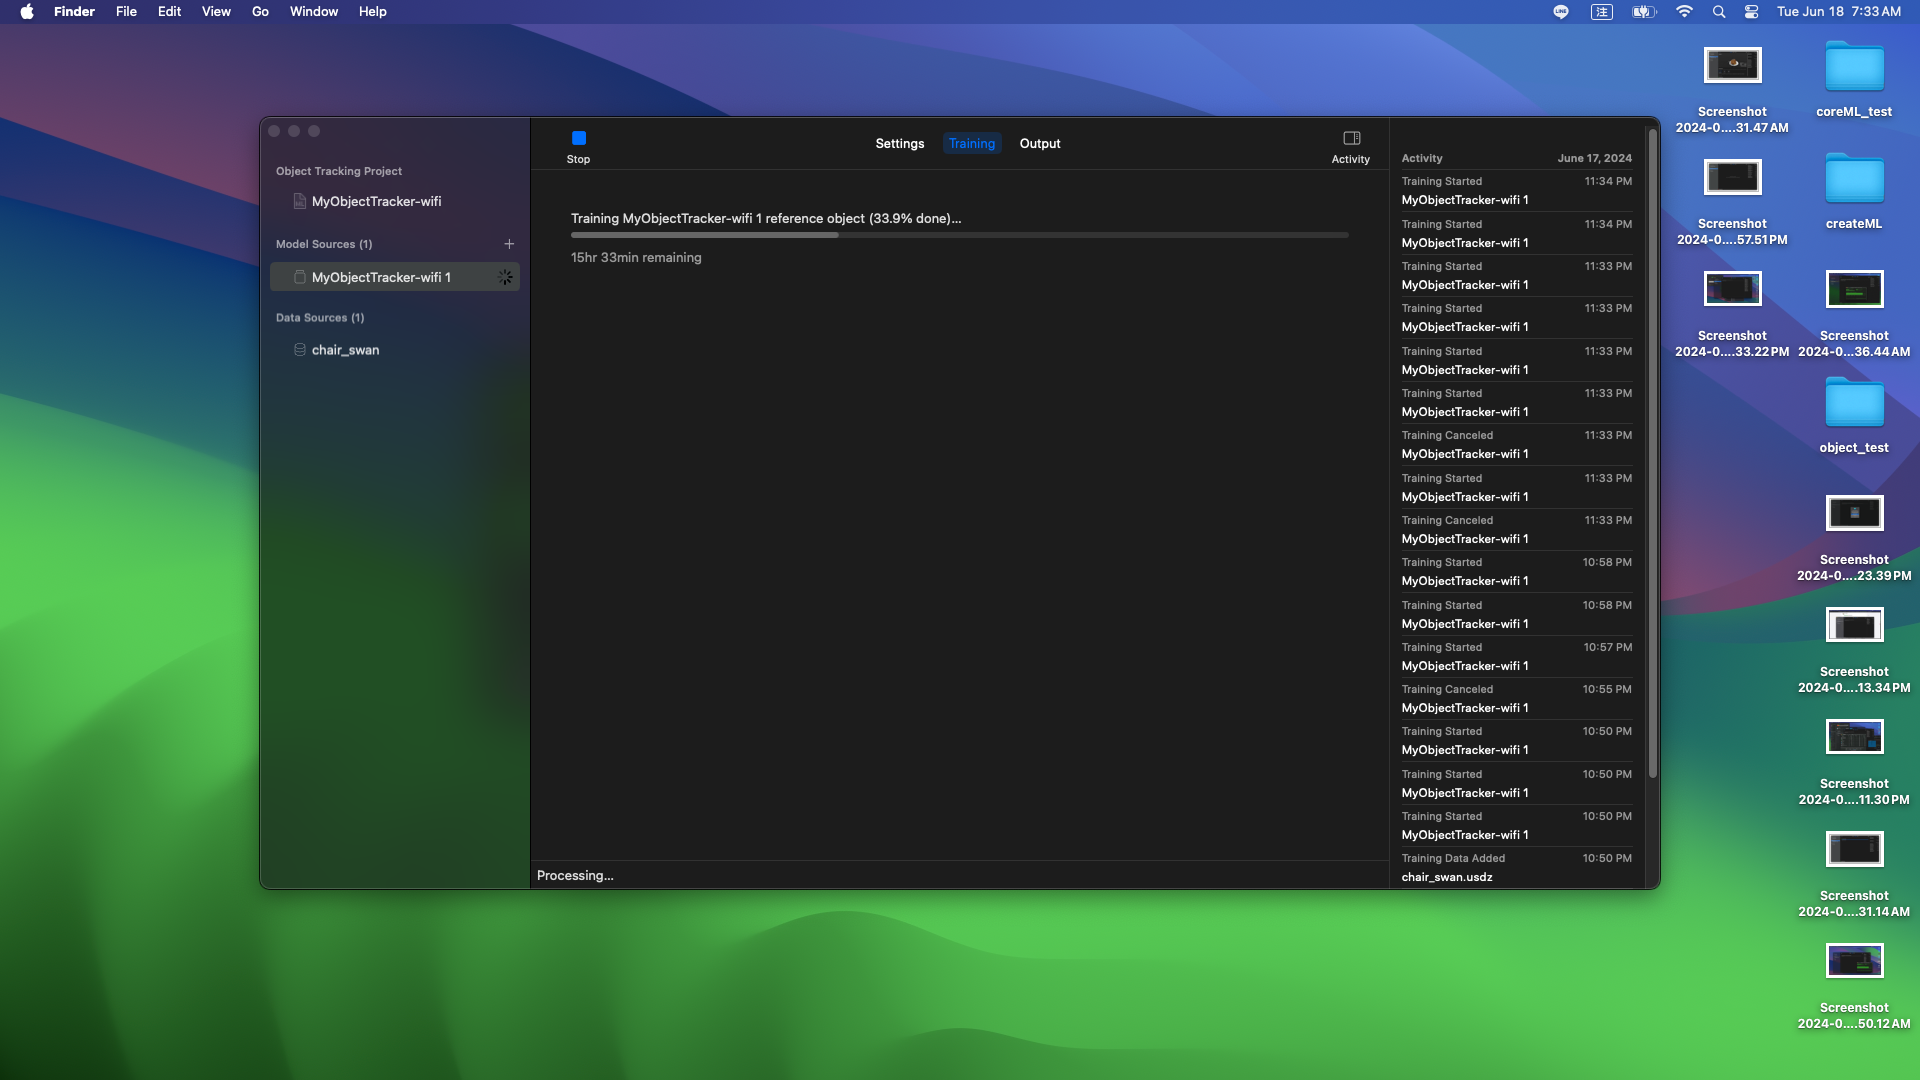 Finder File Edit View Go Window Help
注 Tue Jun 18 7:33 AM
Object Tracking Project
MyObjectTracker-wifi
Model Sources (1)
MyObjectTracker-wifi 1
Data Sources (1)
chair_swan
Stop
Settings Training Output
Activity
Training MyObjectTracker-wifi 1 reference object (33.9% done)...
15hr 33min remaining
Processing...
Activity June 17, 2024
Training Started 11:34 PM
MyObjectTracker-wifi 1
Training Started 11:34 PM
MyObjectTracker-wifi 1
Training Started 11:33 PM
MyObjectTracker-wifi 1
Training Started 11:33 PM
MyObjectTracker-wifi 1
Training Started 11:33 PM
MyObjectTracker-wifi 1
Training Started 11:33 PM
MyObjectTracker-wifi 1
Training Canceled 11:33 PM
MyObjectTracker-wifi 1
Training Started 11:33 PM
MyObjectTracker-wifi 1
Training Canceled 11:33 PM
MyObjectTracker-wifi 1
Training Started 10:58 PM
MyObjectTracker-wifi 1
Training Started 10:58 PM
MyObjectTracker-wifi 1
Training Started 10:57 PM
MyObjectTracker-wifi 1
Training Canceled 10:55 PM
MyObjectTracker-wifi 1
Training Started 10:50 PM
MyObjectTracker-wifi 1
Training Started 10:50 PM
MyObjectTracker-wifi 1
Training Started 10:50 PM
MyObjectTracker-wifi 1
Training Data Added 10:50 PM
chair_swan.usdz
Screenshot
2024-0....31.47 AM
coreML_test
Screenshot
2024-0....57.51 PM
createML
Screenshot
2024-0....33.22 PM
Screenshot
2024-0...36.44 AM
object_test
Screenshot
2024-0....23.39 PM
Screenshot
2024-0....13.34 PM
Screenshot
2024-0....11.30 PM
Screenshot
2024-0....31.14 AM
Screenshot
2024-0....50.12 AM